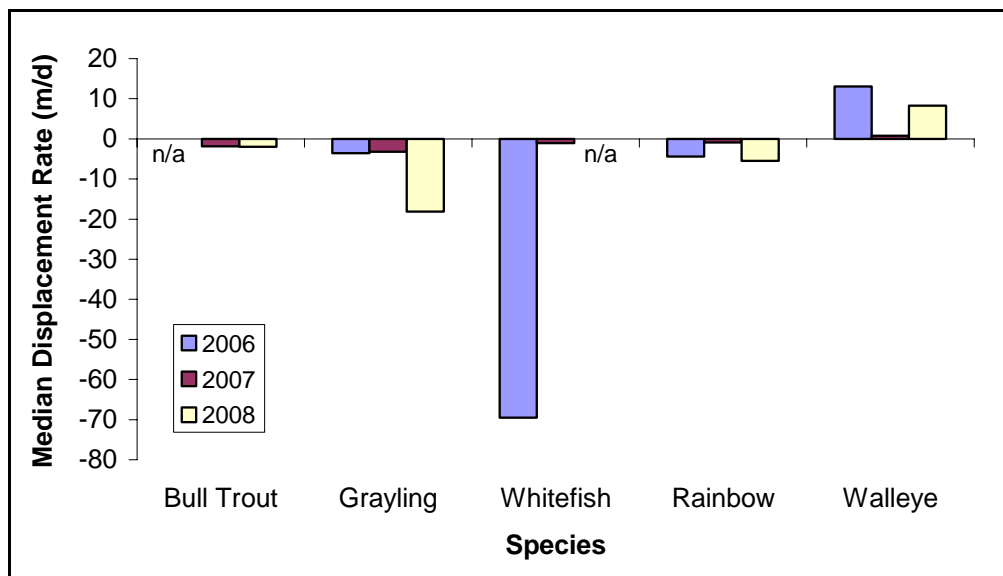 20
10
0
-10
-20
-30
-40
-50
-60
-70
-80
Median Displacement Rate (m/d)
n/a
n/a
2006
2007
2008
Bull Trout Grayling Whitefish Rainbow Walleye
Species